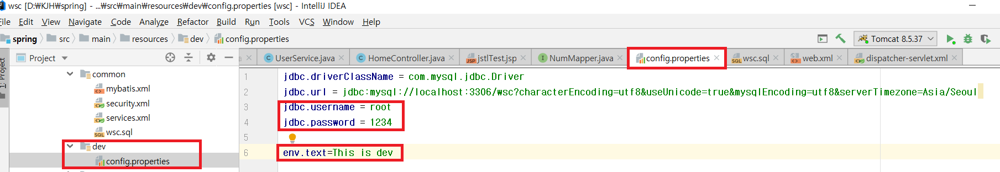 wsc [D:₩KJH₩spring] - ...₩src₩main₩resources₩dev₩config.properties [wsc] - IntelliJ IDEA
File Edit View Navigate Code Analyze Refactor Build Run Tools VCS Window Help
spring src main resources dev config.properties Tomcat 8.5.37
1: Project
Project
UserService.java HomeController.java jstlTest.jsp NumMapper.java config.properties wsc.sql web.xml dispatcher-servlet.xml
common
mybatis.xml
security.xml
services.xml
wsc.sql
dev
config.properties
1 jdbc.driverClassName = com.mysql.jdbc.Driver
2 jdbc.url = jdbc:mysql://localhost:3306/wsc?characterEncoding=utf8&useUnicode=true&mysqlEncoding=utf8&serverTimezone=Asia/Seoul
3 jdbc.username = root
4 jdbc.password = 1234
5
6 env.text=This is dev